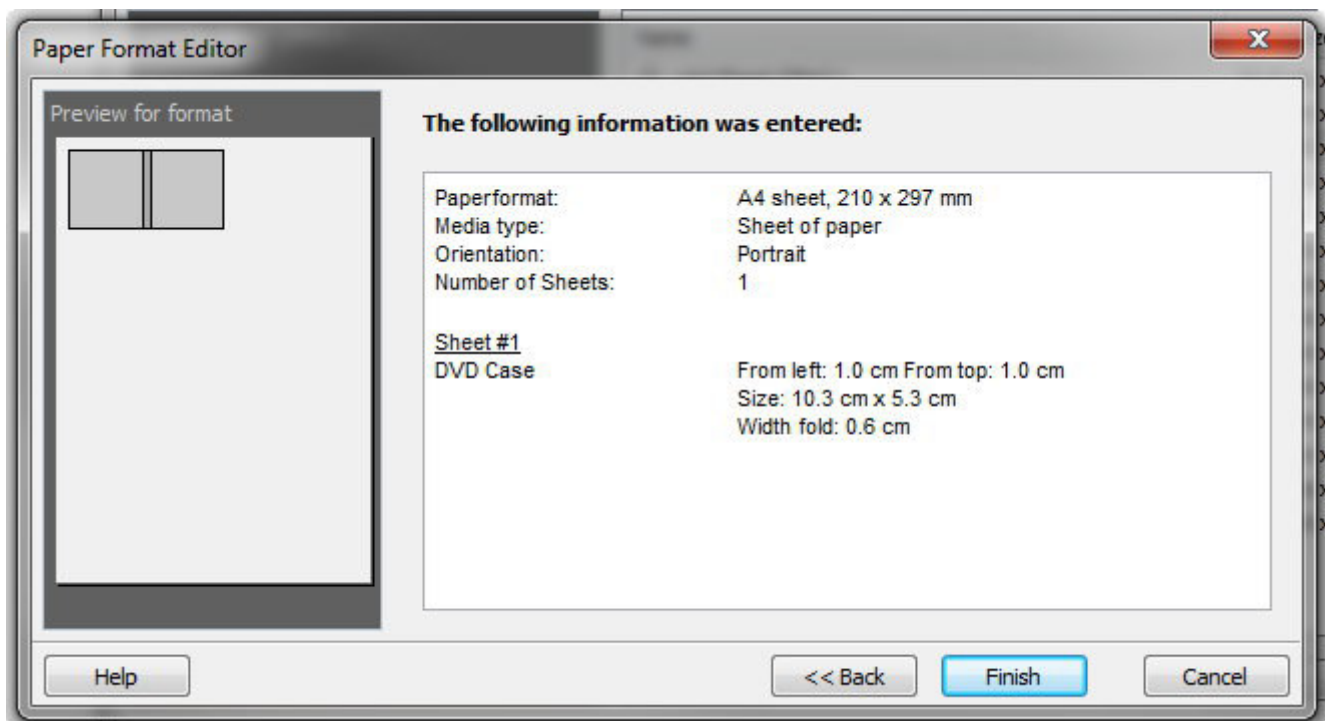 Paper Format Editor
Preview for format
The following information was entered:
Paperformat: A4 sheet, 210 x 297 mm
Media type: Sheet of paper
Orientation: Portrait
Number of Sheets: 1
Sheet #1
DVD Case From left: 1.0 cm From top: 1.0 cm
Size: 10.3 cm x 5.3 cm
Width fold: 0.6 cm
Help << Back Finish Cancel